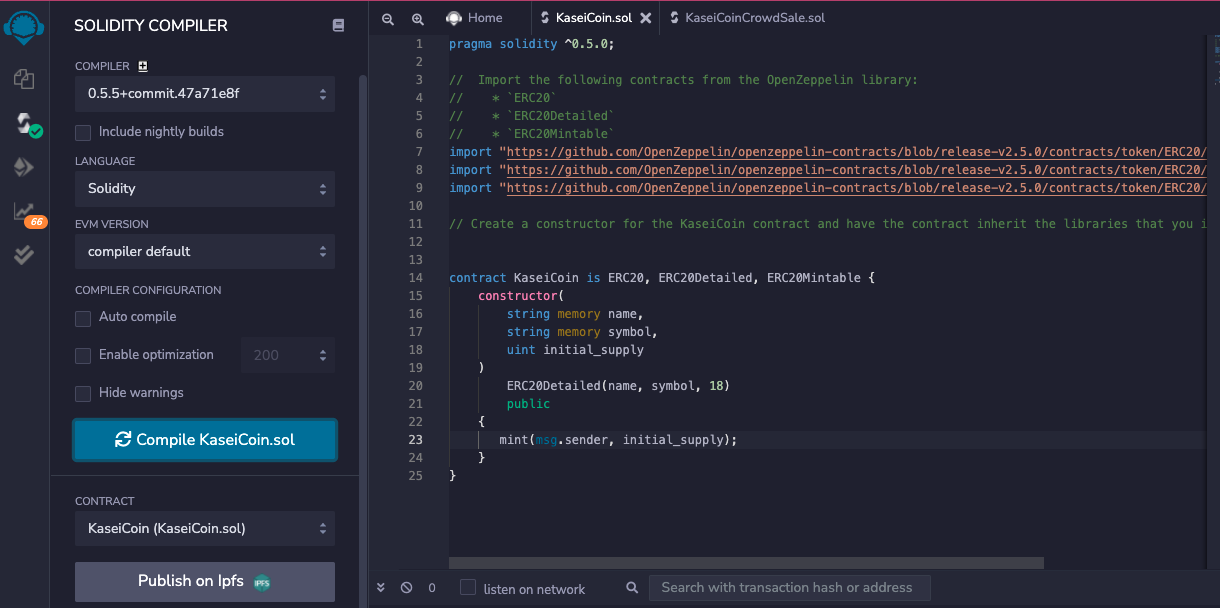 SOLIDITY COMPILER
COMPILER
0.5.5+commit.47a71e8f
Include nightly builds
LANGUAGE
Solidity
EVM VERSION
compiler default
COMPILER CONFIGURATION
Auto compile
Enable optimization 200
Hide warnings
Compile KaseiCoin.sol
CONTRACT
KaseiCoin (KaseiCoin.sol)
Publish on Ipfs IPFS
66
Home KaseiCoin.sol KaseiCoinCrowdSale.sol
1 pragma solidity ^0.5.0;
2
3 //  Import the following contracts from the OpenZeppelin library:
4 //    * `ERC20`
5 //    * `ERC20Detailed`
6 //    * `ERC20Mintable`
7 import "https://github.com/OpenZeppelin/openzeppelin-contracts/blob/release-v2.5.0/contracts/token/ERC20/
8 import "https://github.com/OpenZeppelin/openzeppelin-contracts/blob/release-v2.5.0/contracts/token/ERC20/
9 import "https://github.com/OpenZeppelin/openzeppelin-contracts/blob/release-v2.5.0/contracts/token/ERC20/
10
11 // Create a constructor for the KaseiCoin contract and have the contract inherit the libraries that you i
12
13
14 contract KaseiCoin is ERC20, ERC20Detailed, ERC20Mintable {
15     constructor(
16         string memory name,
17         string memory symbol,
18         uint initial_supply
19     )
20         ERC20Detailed(name, symbol, 18)
21         public
22     {
23        mint(msg.sender, initial_supply);
24     }
25 }
0 listen on network Search with transaction hash or address